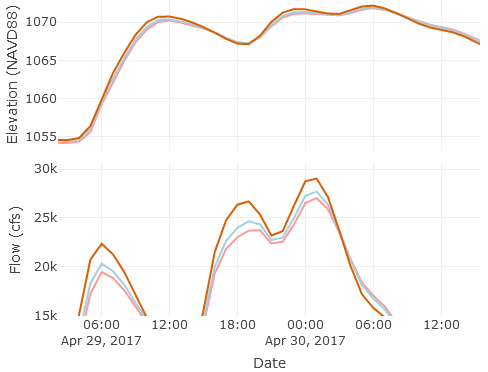 Elevation (NAVD88)
1070
1065
1060
1055
Flow (cfs)
30k
25k
20k
15k
06:00 12:00 18:00 00:00 06:00 12:00
Apr 29, 2017 Apr 30, 2017
Date